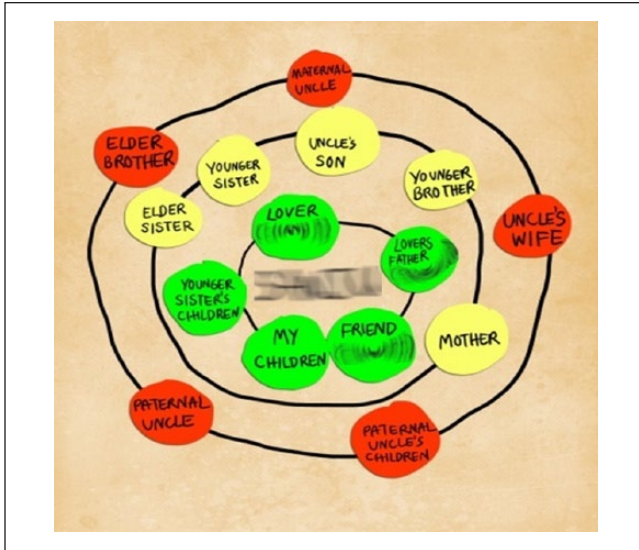 MATERNAL
UNCLE
ELDER
BROTHER
YOUNGER
SISTER
UNCLE'S
SON
YOUNGER
BROTHER
ELDER
SISTER
LOVER
LOVERS
FATHER
UNCLE'S
WIFE
YOUNGER
SISTER'S
CHILDREN
MY
CHILDREN
FRIEND
MOTHER
PATERNAL
UNCLE
PATERNAL
UNCLE'S
CHILDREN